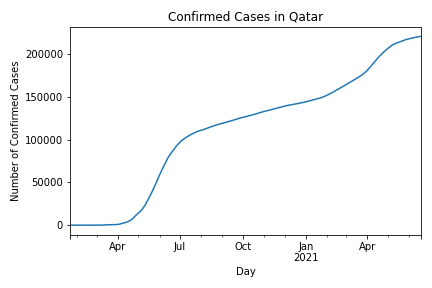 Confirmed Cases in Qatar
Number of Confirmed Cases
200000
150000
100000
50000
0
Apr
Jul
Oct
Jan
2021
Apr
Day